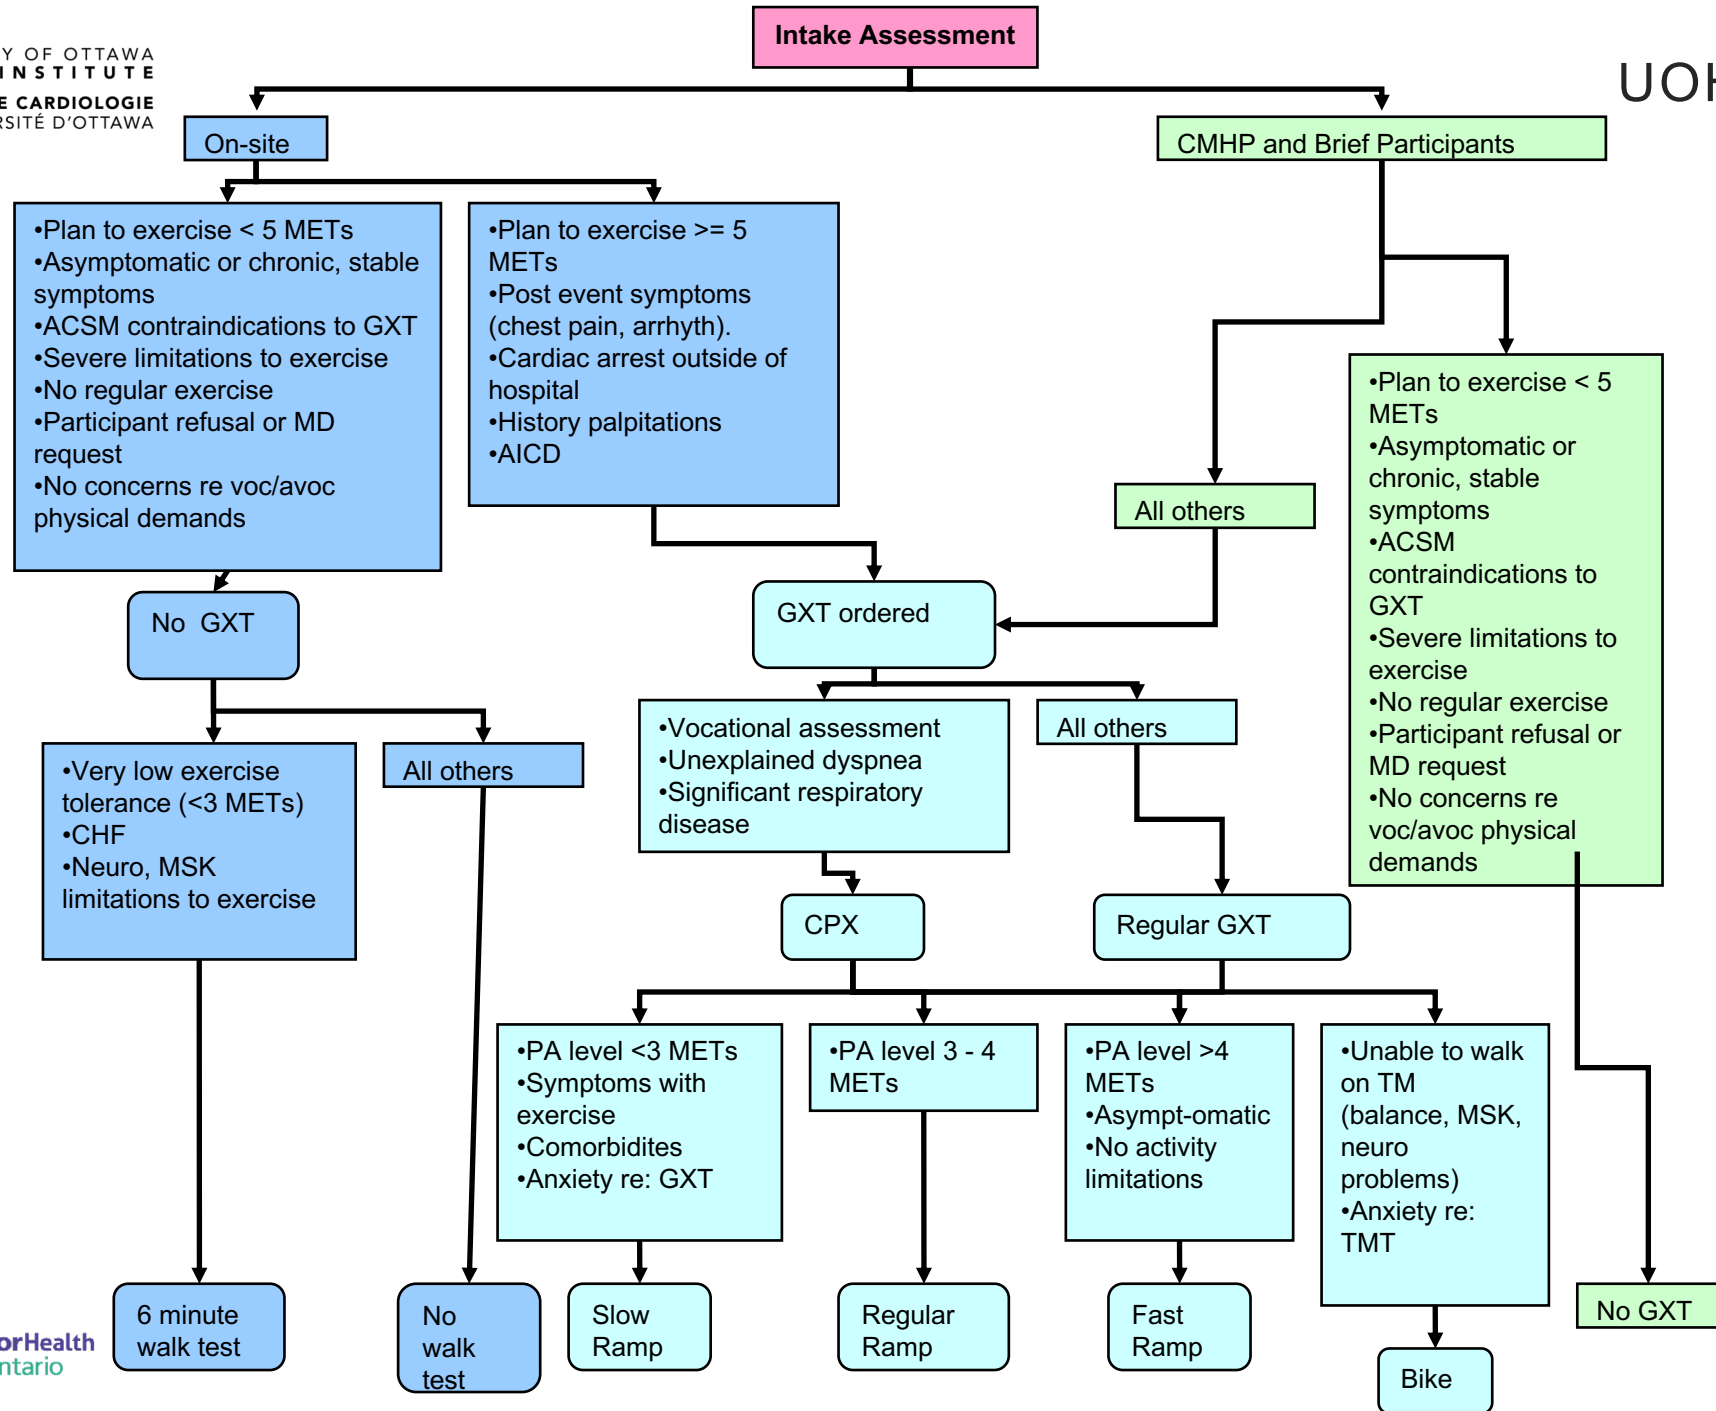 Intake Assessment
Y OF OTTAWA
INSTITUTE
E CARDIOLOGIE
RSITÉ D'OTTAWA
UOH
On-site
CMHP and Brief Participants
•Plan to exercise < 5 METs
•Asymptomatic or chronic, stable
symptoms
•ACSM contraindications to GXT
•Severe limitations to exercise
•No regular exercise
•Participant refusal or MD
request
•No concerns re voc/avoc
physical demands
•Plan to exercise >= 5
METs
•Post event symptoms
(chest pain, arrhyth).
•Cardiac arrest outside of
hospital
•History palpitations
•AICD
All others
•Plan to exercise < 5
METs
•Asymptomatic or
chronic, stable
symptoms
•ACSM
contraindications to
GXT
•Severe limitations to
exercise
•No regular exercise
•Participant refusal or
MD request
•No concerns re
voc/avoc physical
demands
No GXT
GXT ordered
•Very low exercise
tolerance (<3 METs)
•CHF
•Neuro, MSK
limitations to exercise
All others
•Vocational assessment
•Unexplained dyspnea
•Significant respiratory
disease
All others
CPX
Regular GXT
•PA level <3 METs
•Symptoms with
exercise
•Comorbidites
•Anxiety re: GXT
•PA level 3 - 4
METs
•PA level >4
METs
•Asympt-omatic
•No activity
limitations
•Unable to walk
on TM
(balance, MSK,
neuro
problems)
•Anxiety re:
TMT
6 minute
walk test
No
walk
test
Slow
Ramp
Regular
Ramp
Fast
Ramp
Bike
No GXT
orHealth
ntario